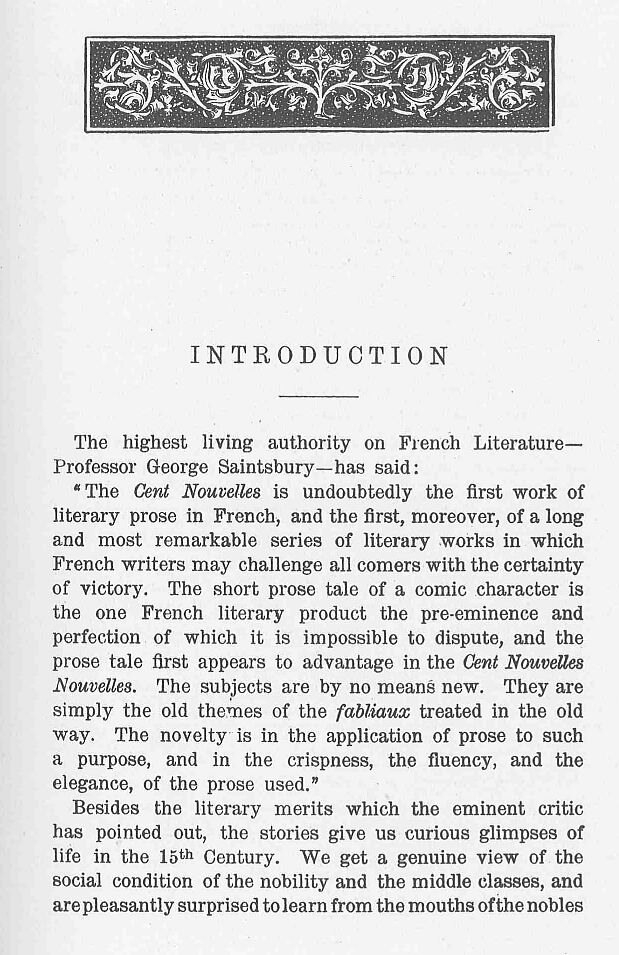 INTRODUCTION
The highest living authority on French Literature—
Professor George Saintsbury—has said:
"The Cent Nouvelles is undoubtedly the first work of
literary prose in French, and the first, moreover, of a long
and most remarkable series of literary works in which
French writers may challenge all comers with the certainty
of victory. The short prose tale of a comic character is
the one French literary product the pre-eminence and
perfection of which it is impossible to dispute, and the
prose tale first appears to advantage in the Cent Nouvelles
Nouvelles. The subjects are by no means new. They are
simply the old themes of the fabliaux treated in the old
way. The novelty is in the application of prose to such
a purpose, and in the crispness, the fluency, and the
elegance, of the prose used."
Besides the literary merits which the eminent critic
has pointed out, the stories give us curious glimpses of
life in the 15th Century. We get a genuine view of the
social condition of the nobility and the middle classes, and
are pleasantly surprised to learn from the mouths of the nobles